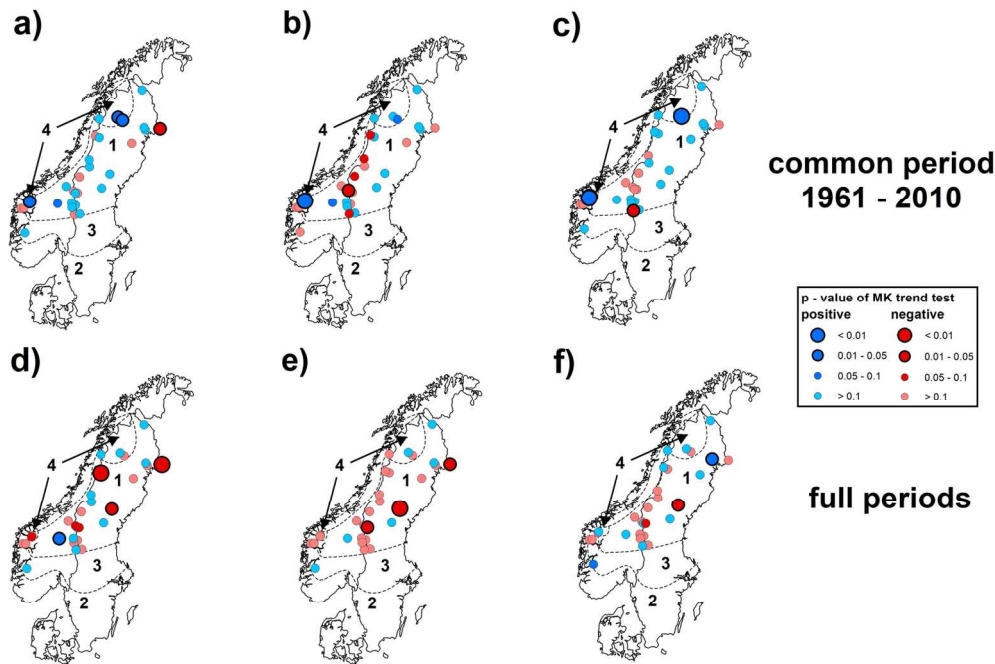 a)
b)
c)
4
1
3
2
4
1
3
2
4
1
3
2
common period
1961 - 2010
p - value of MK trend test
positive negative
< 0.01 < 0.01
0.01 - 0.05 0.01 - 0.05
0.05 - 0.1 0.05 - 0.1
> 0.1 > 0.1
d)
e)
f)
4
1
3
2
4
1
3
2
4
1
3
2
full periods